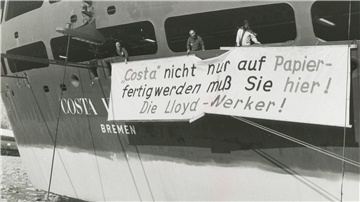 „Costa“ nicht nur auf Papier-
fertigwerden muß Sie hier!
Die Lloyd-Werker!
COSTA
BREMEN